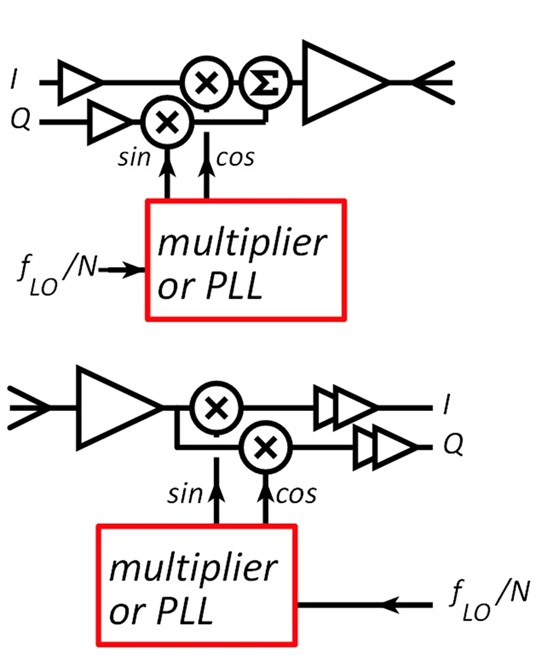 I
Q
Σ
sin
cos
multiplier
or PLL
f_LO/N
I
Q
sin
cos
multiplier
or PLL
f_LO/N